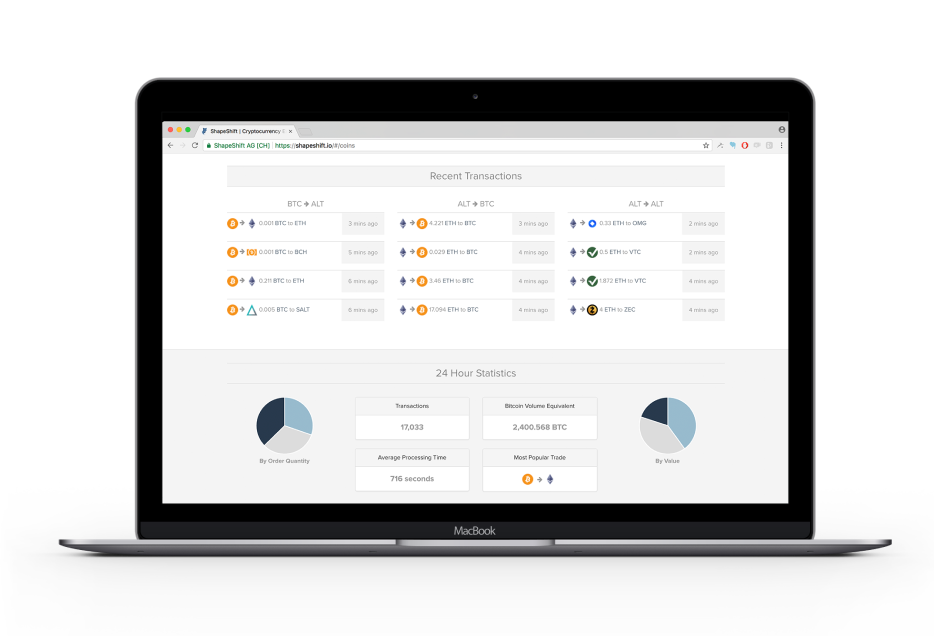 ShapeShift | Cryptocurrency E
ShapeShift AG [CH] https://shapeshift.io/#/coins
Recent Transactions
BTC → ALT ALT → BTC ALT → ALT
0.001 BTC to ETH 3 mins ago 4.221 ETH to BTC 3 mins ago 0.33 ETH to OMG 2 mins ago
0.001 BTC to BCH 5 mins ago 0.029 ETH to BTC 4 mins ago 0.5 ETH to VTC 2 mins ago
0.211 BTC to ETH 6 mins ago 3.46 ETH to BTC 4 mins ago 1.872 ETH to VTC 4 mins ago
0.005 BTC to SALT 6 mins ago 17.094 ETH to BTC 4 mins ago 4 ETH to ZEC 4 mins ago
24 Hour Statistics
Transactions Bitcoin Volume Equivalent
17,033 2,400.568 BTC
Average Processing Time Most Popular Trade
By Order Quantity By Value
716 seconds
MacBook